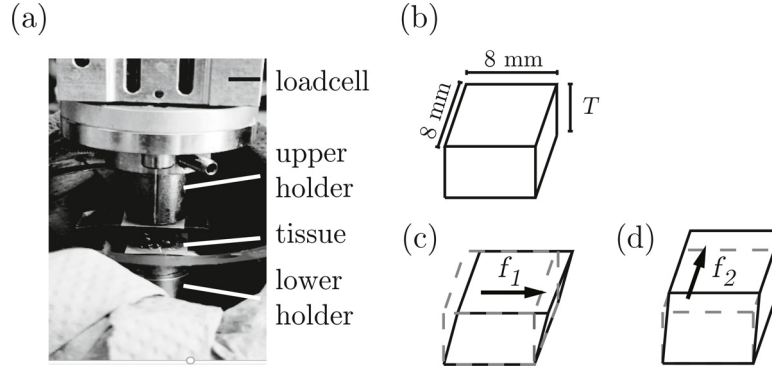 (a)
loadcell
upper
holder
tissue
lower
holder
(b)
8 mm
8 mm
T
(c)
f1
(d)
f2